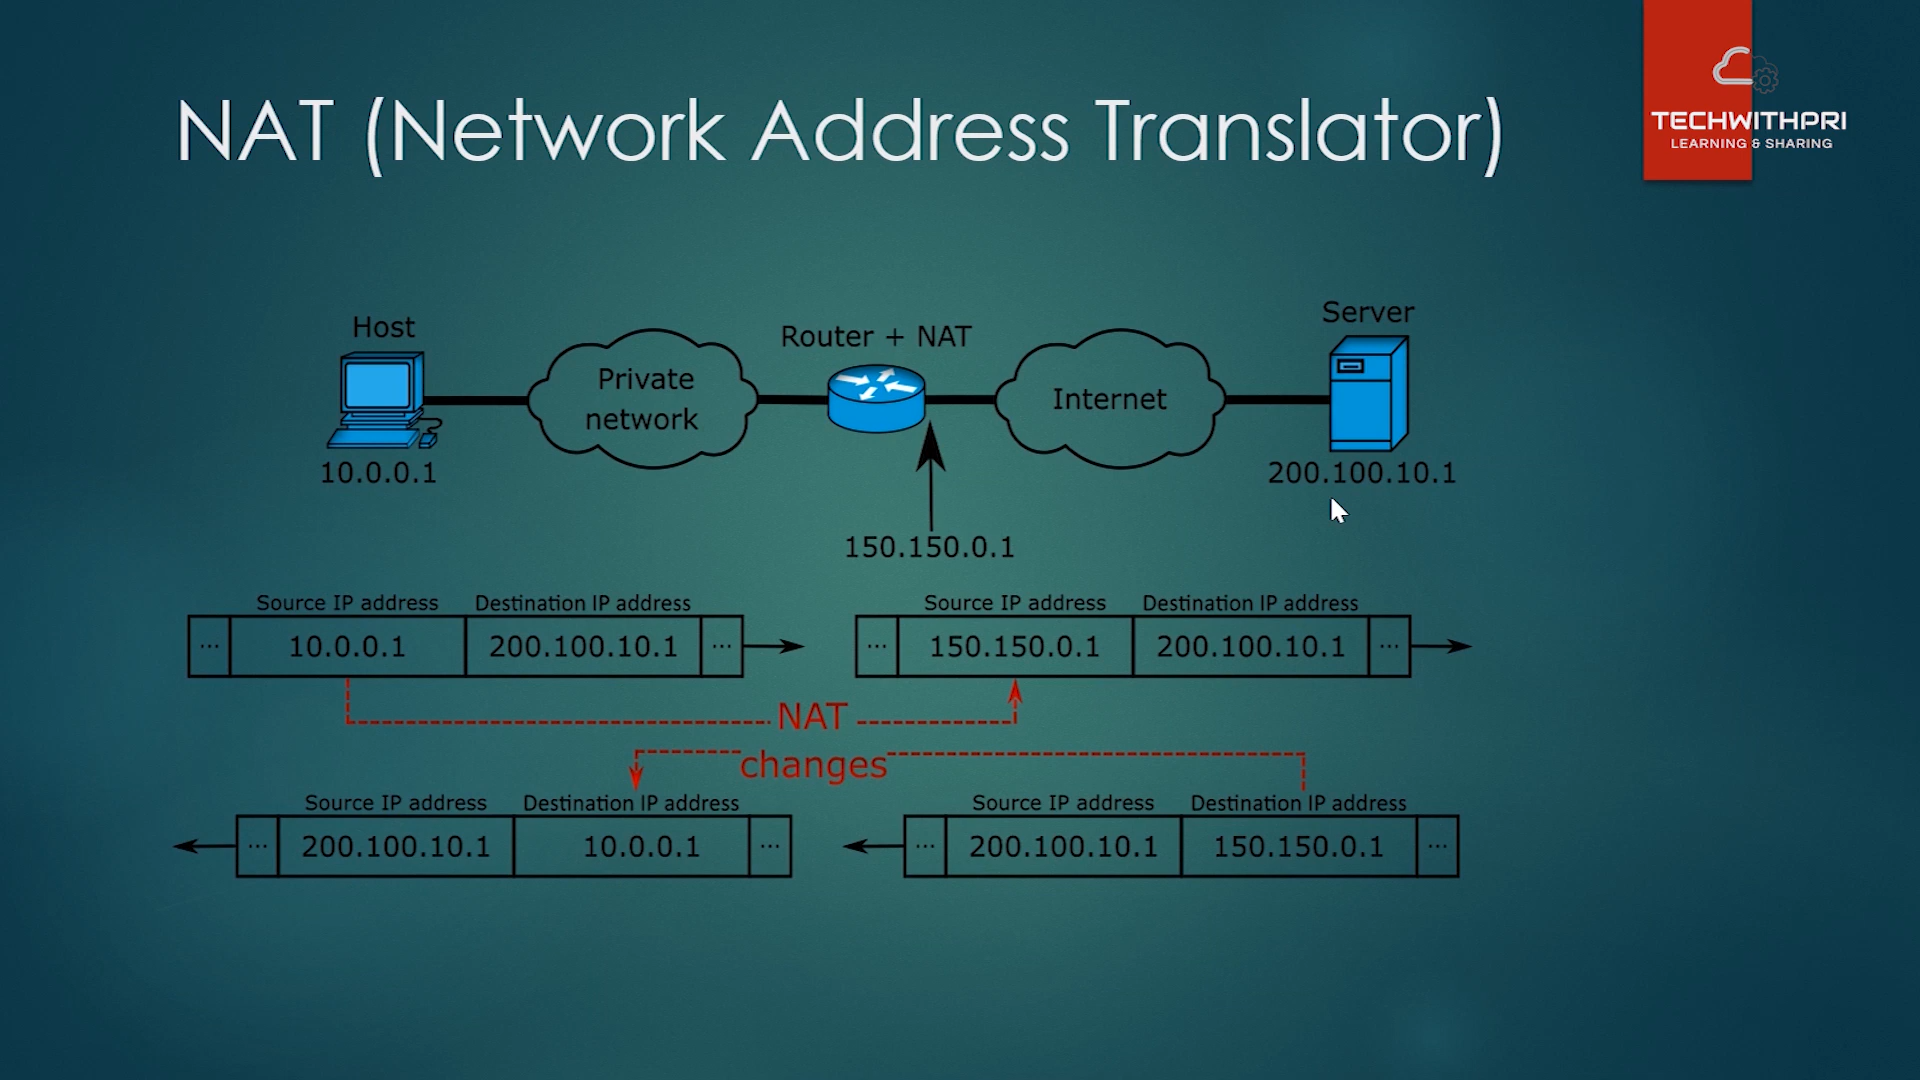 NAT (Network Address Translator)
TECHWITHPRI
LEARNING & SHARING
Host
Private
network
Router + NAT
Internet
Server
10.0.0.1
200.100.10.1
150.150.0.1
Source IP address Destination IP address
... 10.0.0.1 200.100.10.1 ...
Source IP address Destination IP address
... 150.150.0.1 200.100.10.1 ...
NAT
changes
Source IP address Destination IP address
... 200.100.10.1 10.0.0.1 ...
Source IP address Destination IP address
... 200.100.10.1 150.150.0.1 ...